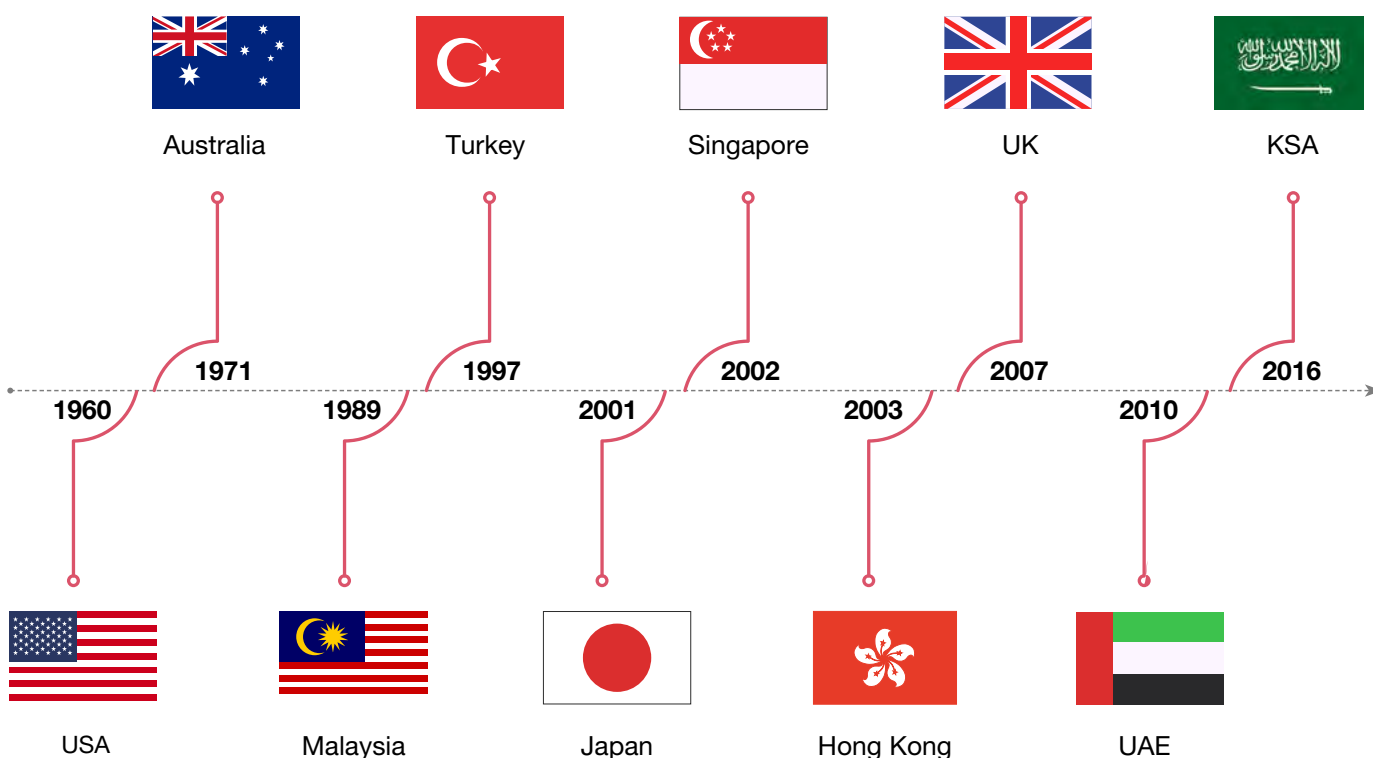 Australia
Turkey
Singapore
UK
KSA
1971
1997
2002
2007
2016
1960
1989
2001
2003
2010
USA
Malaysia
Japan
Hong Kong
UAE